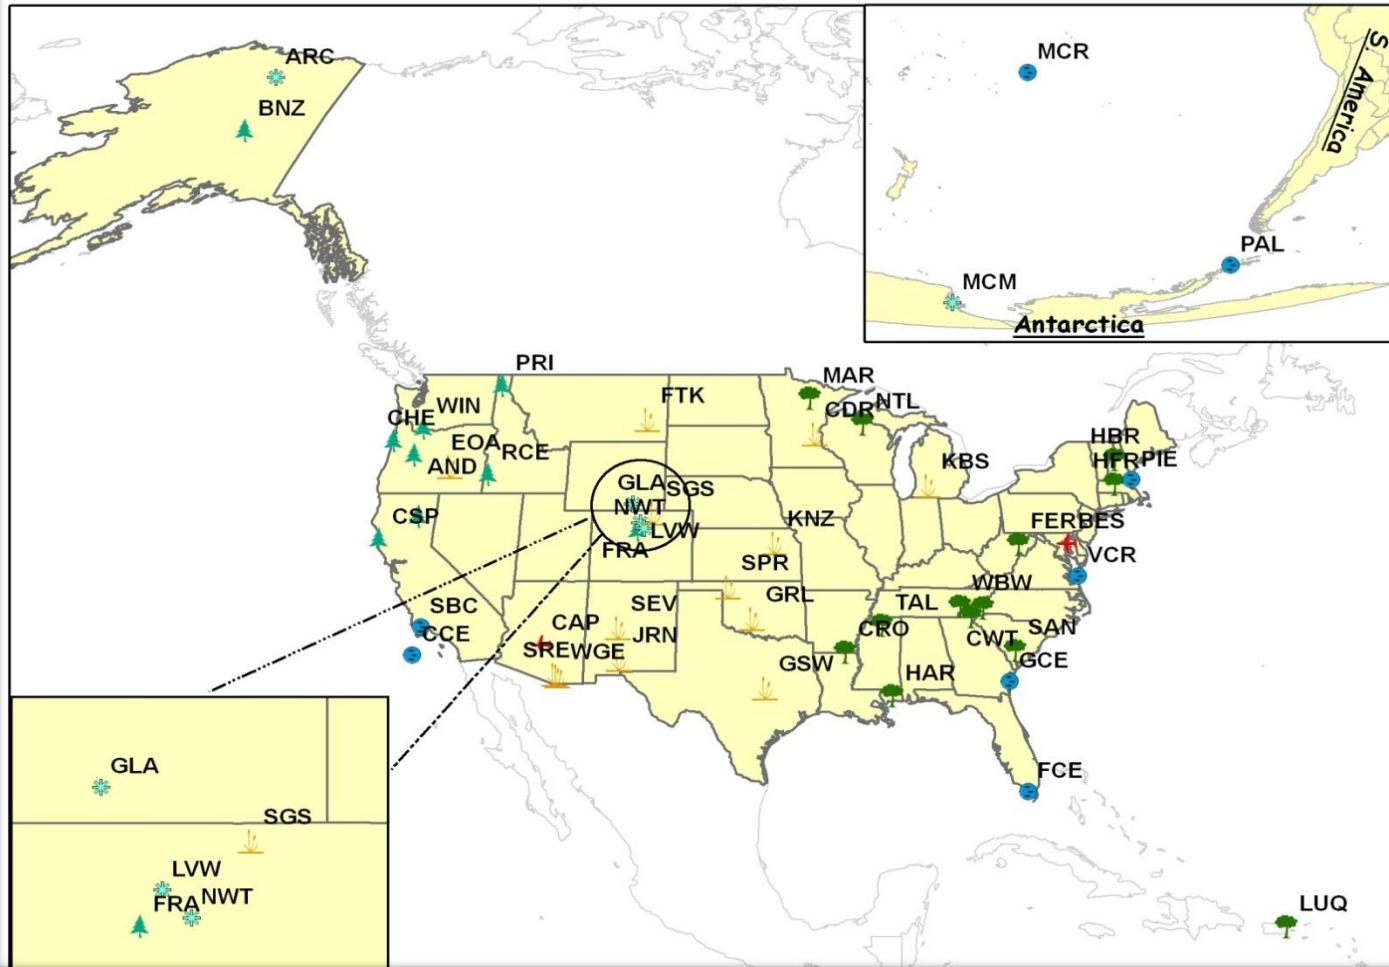 ARC
BNZ
MCR
S. America
PAL
MCM
Antarctica
PRI
MAR
FTK
CDR
NTL
CHE
WIN
EOA
RCE
AND
HBR
HFR
PIE
KBS
GLA
SGS
NWT
LVW
FRA
CSP
KNZ
FER
BES
VCR
SPR
WBW
GRL
TAL
SBC
CCE
SEV
CAP
JRN
SRE
WGE
CRO
CWT
SAN
GSW
HAR
GCE
FCE
GLA
SGS
LVW
FRA
NWT
LUQ